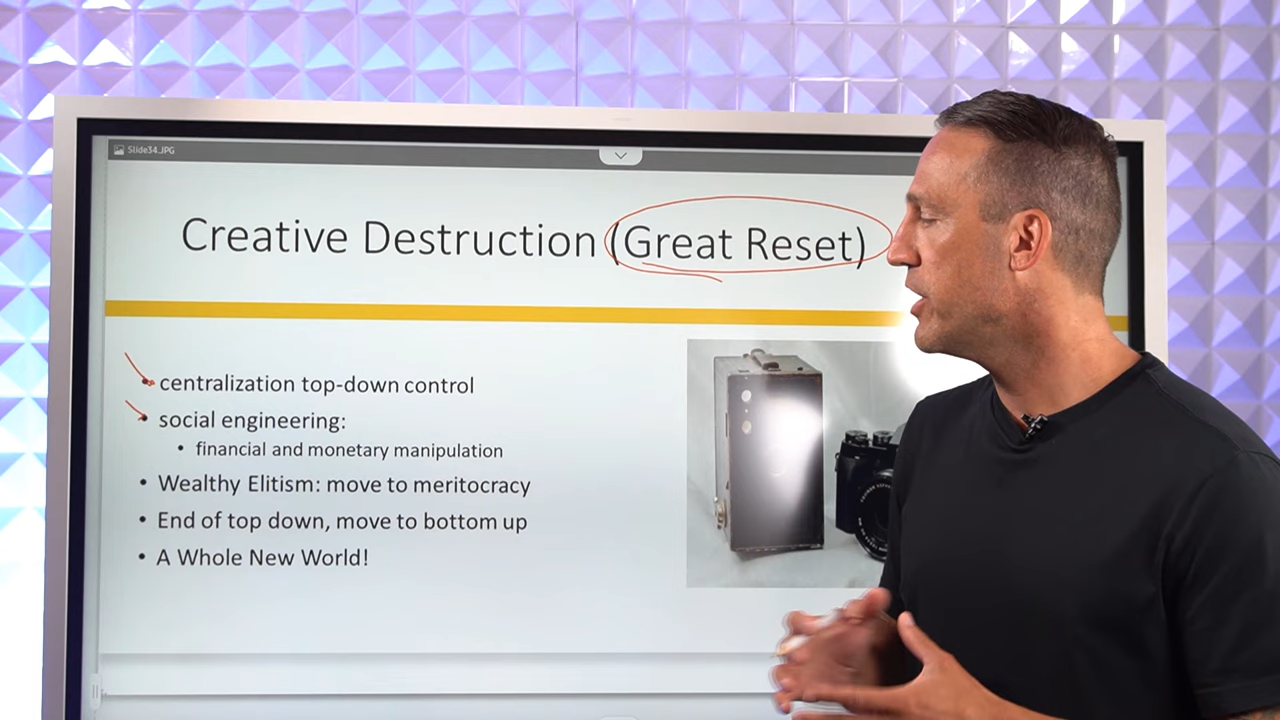 Slide34.JPG
Creative Destruction (Great Reset)
• centralization top-down control
• social engineering:
• financial and monetary manipulation
• Wealthy Elitism: move to meritocracy
• End of top down, move to bottom up
• A Whole New World!